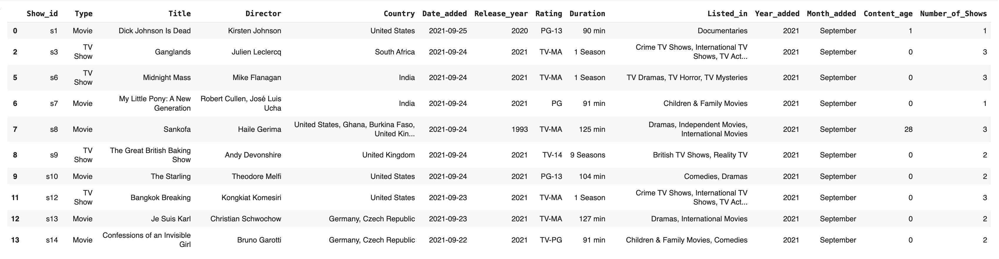 Show_id Type Title Director Country Date_added Release_year Rating Duration Listed_in Year_added Month_added Content_age Number_of_Shows
0 s1 Movie Dick Johnson Is Dead Kirsten Johnson United States 2021-09-25 2020 PG-13 90 min Documentaries 2021 September 1 1
2 s3 TV Show Ganglands Julien Leclercq South Africa 2021-09-24 2021 TV-MA 1 Season Crime TV Shows, International TV Shows, TV Act... 2021 September 0 3
5 s6 TV Show Midnight Mass Mike Flanagan India 2021-09-24 2021 TV-MA 1 Season TV Dramas, TV Horror, TV Mysteries 2021 September 0 3
6 s7 Movie My Little Pony: A New Generation Robert Cullen, José Luis Ucha India 2021-09-24 2021 PG 91 min Children & Family Movies 2021 September 0 1
7 s8 Movie Sankofa Haile Gerima United States, Ghana, Burkina Faso, United Kin... 2021-09-24 1993 TV-MA 125 min Dramas, Independent Movies, International Movies 2021 September 28 3
8 s9 TV Show The Great British Baking Show Andy Devonshire United Kingdom 2021-09-24 2021 TV-14 9 Seasons British TV Shows, Reality TV 2021 September 0 2
9 s10 Movie The Starling Theodore Melfi United States 2021-09-24 2021 PG-13 104 min Comedies, Dramas 2021 September 0 2
11 s12 TV Show Bangkok Breaking Kongkiat Komesiri United States 2021-09-23 2021 TV-MA 1 Season Crime TV Shows, International TV Shows, TV Act... 2021 September 0 3
12 s13 Movie Je Suis Karl Christian Schwochow Germany, Czech Republic 2021-09-23 2021 TV-MA 127 min Dramas, International Movies 2021 September 0 2
13 s14 Movie Confessions of an Invisible Girl Bruno Garotti Germany, Czech Republic 2021-09-22 2021 TV-PG 91 min Children & Family Movies, Comedies 2021 September 0 2